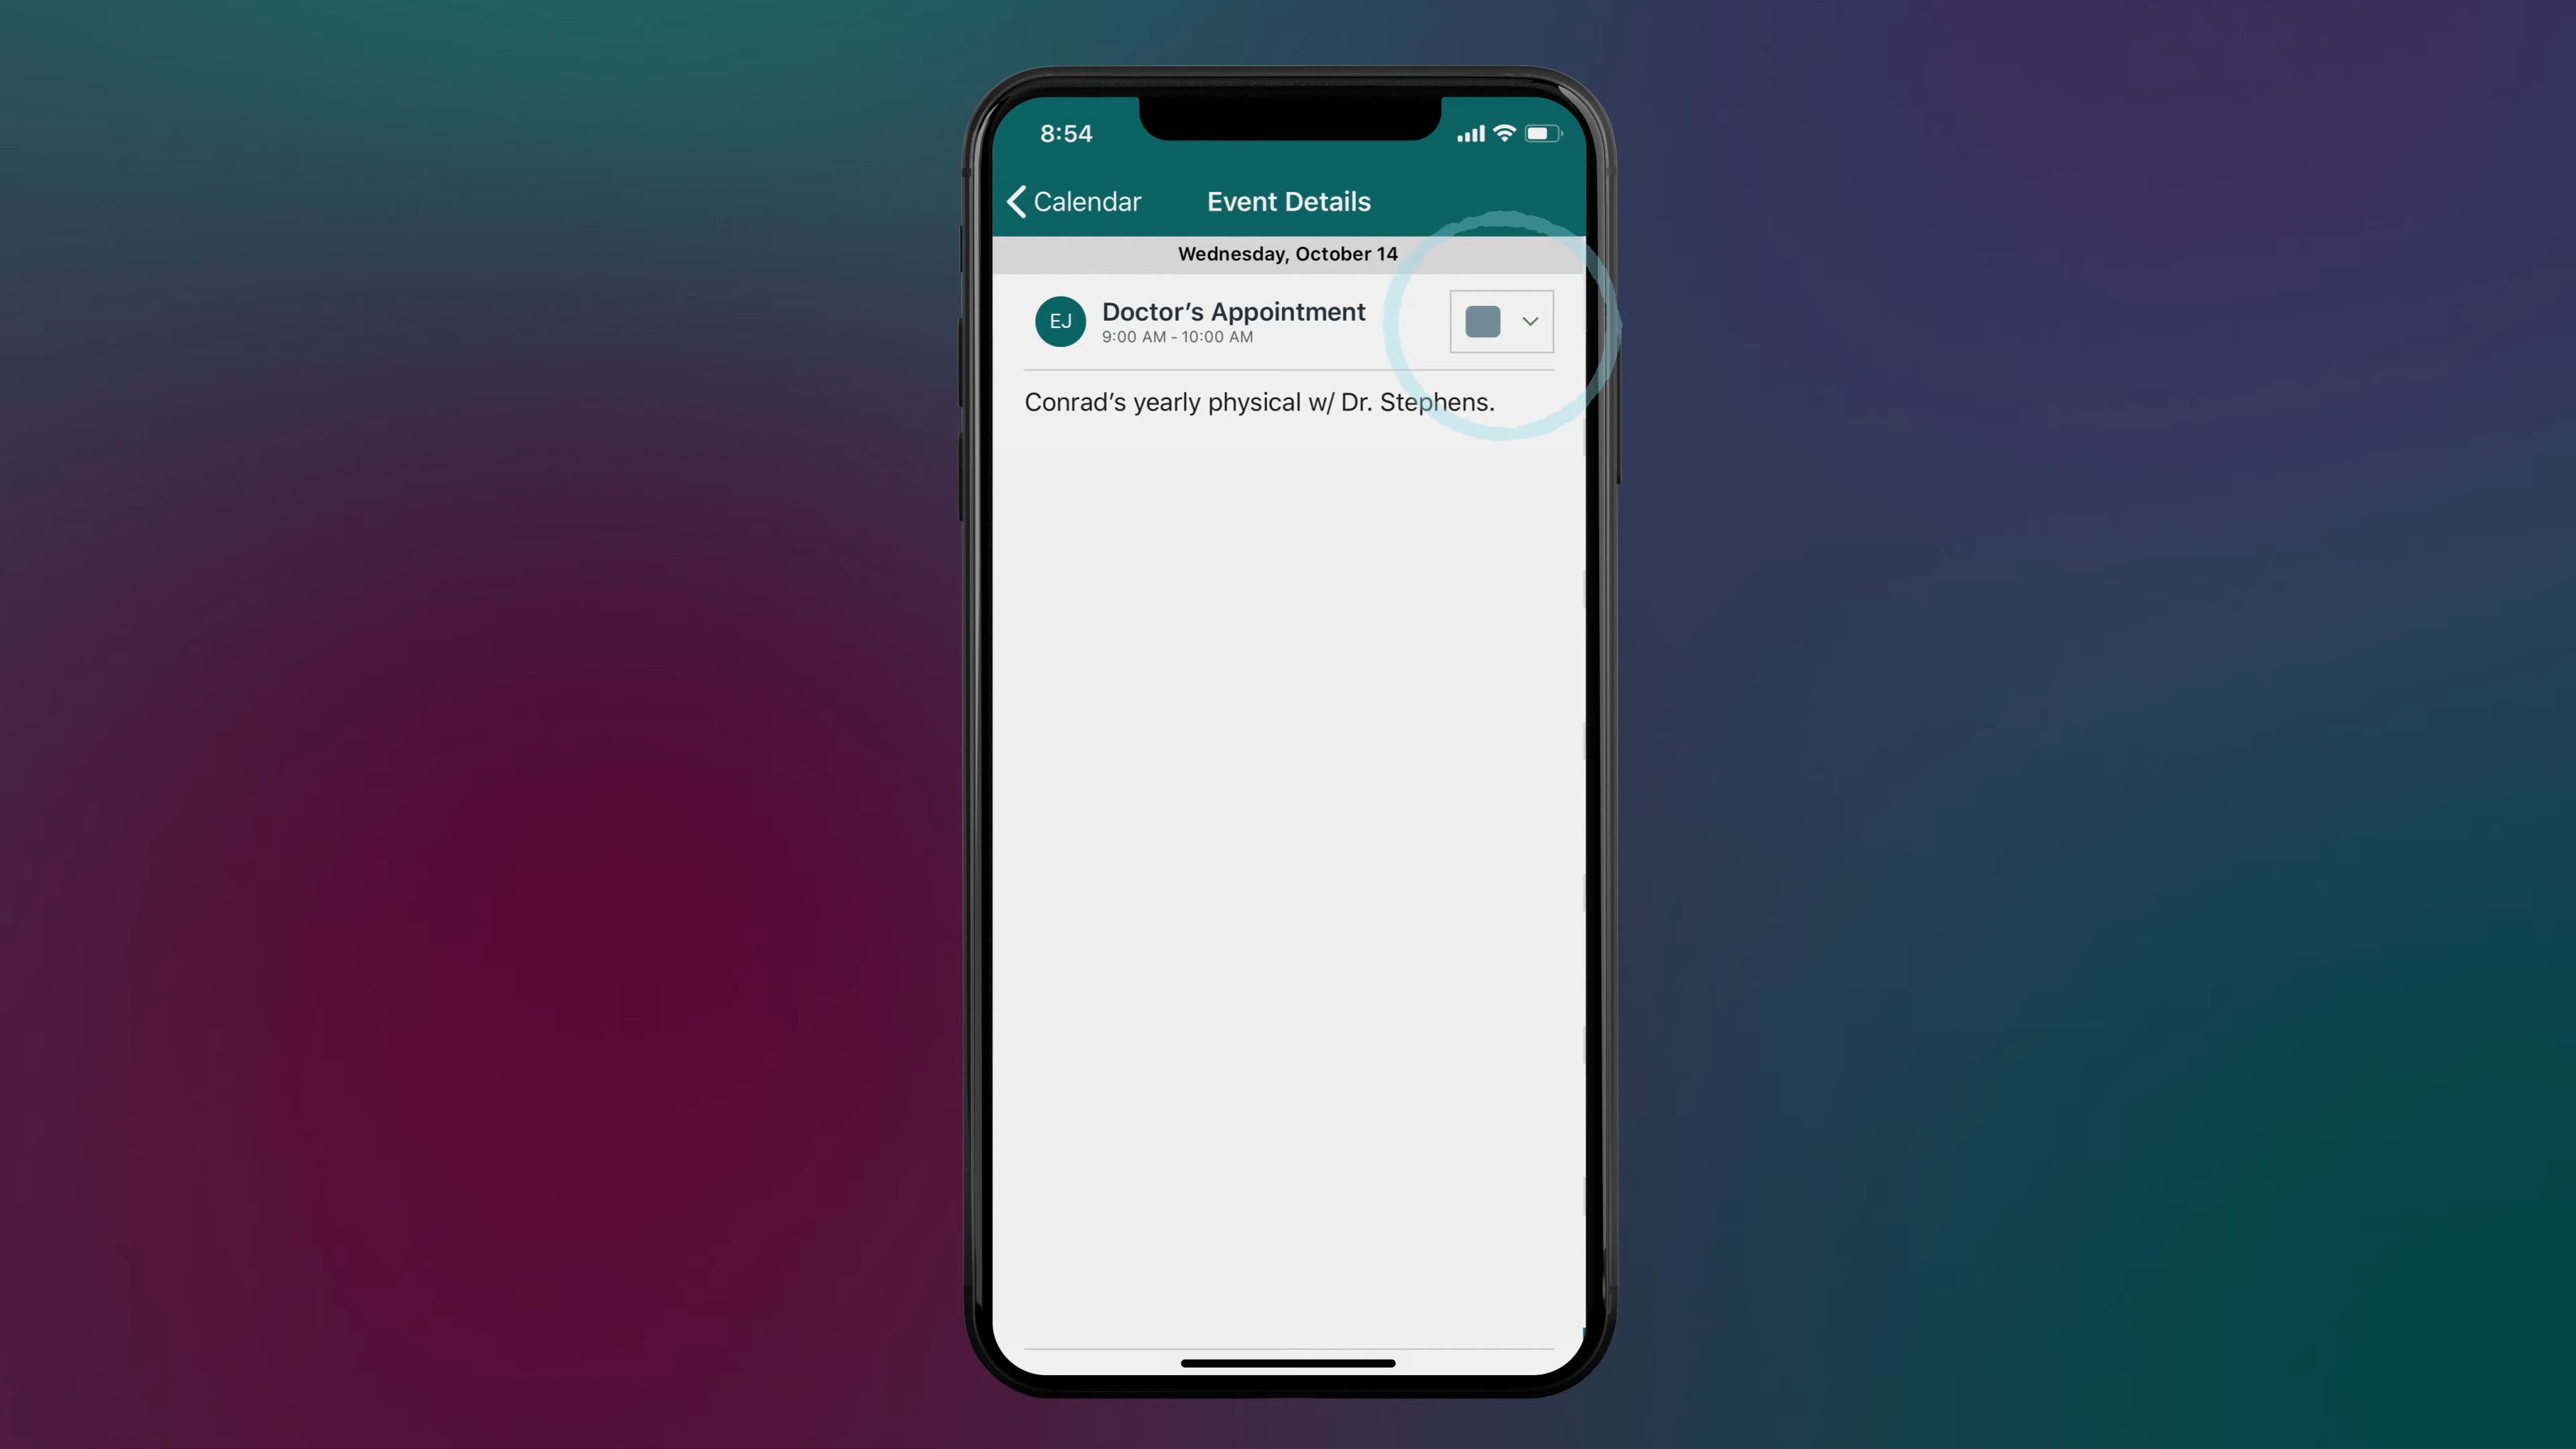 8:54
Calendar
Event Details
Wednesday, October 14
EJ
Doctor’s Appointment
9:00 AM - 10:00 AM
Conrad’s yearly physical w/ Dr. Stephens.